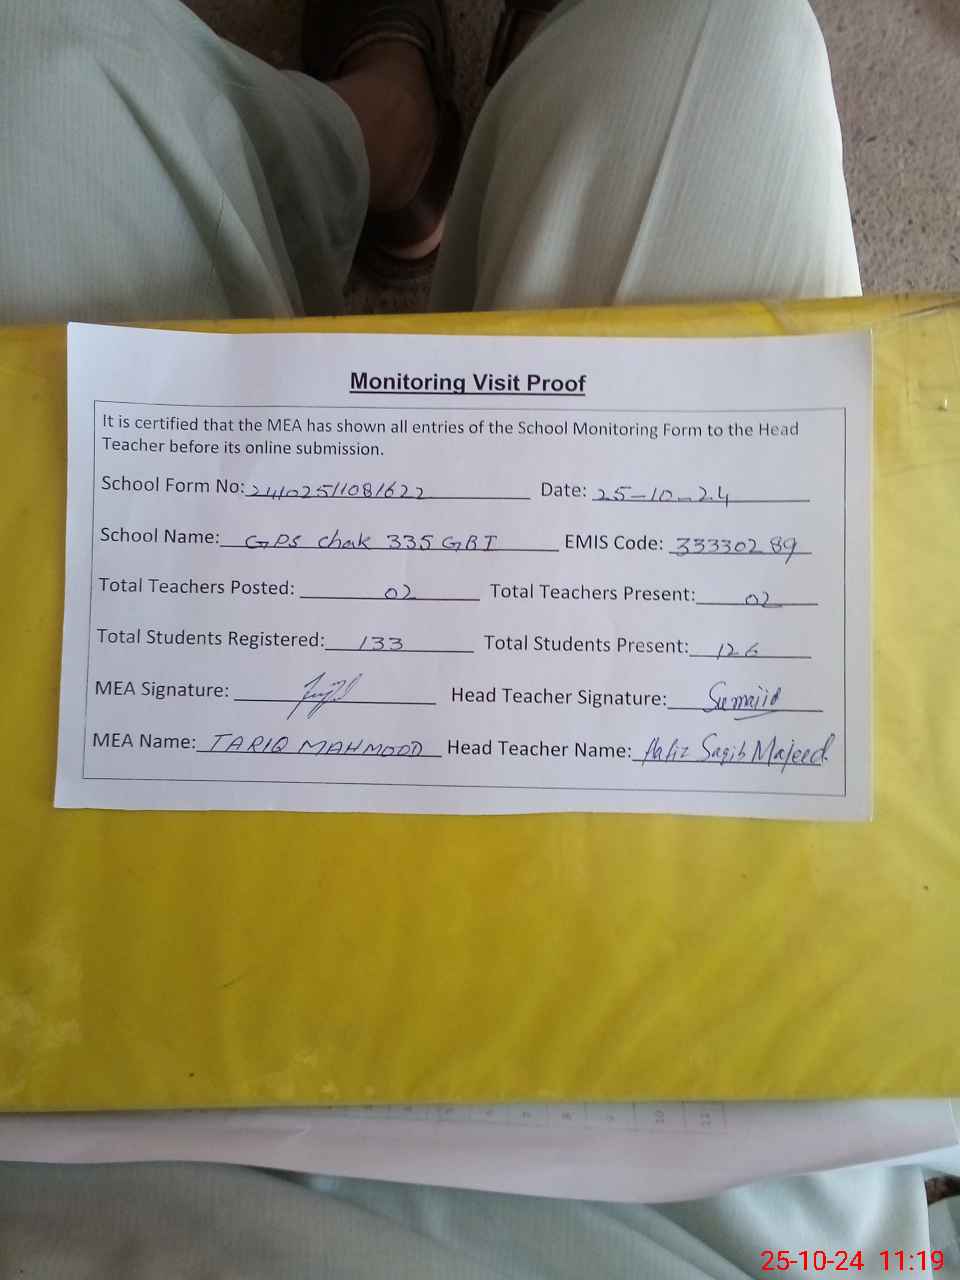 Monitoring Visit Proof
It is certified that the MEA has shown all entries of the School Monitoring Form to the Head
Teacher before its online submission.
School Form No: 24102511081622 Date: 25-10-24
School Name: GPS Chak 335 GB I EMIS Code: 33330289
Total Teachers Posted: 02 Total Teachers Present: 02
Total Students Registered: 133 Total Students Present: 126
MEA Signature: Head Teacher Signature:
MEA Name: TARIQ MAHMOOD Head Teacher Name: Hafiz Saqib Majeed
25-10-24 11:19